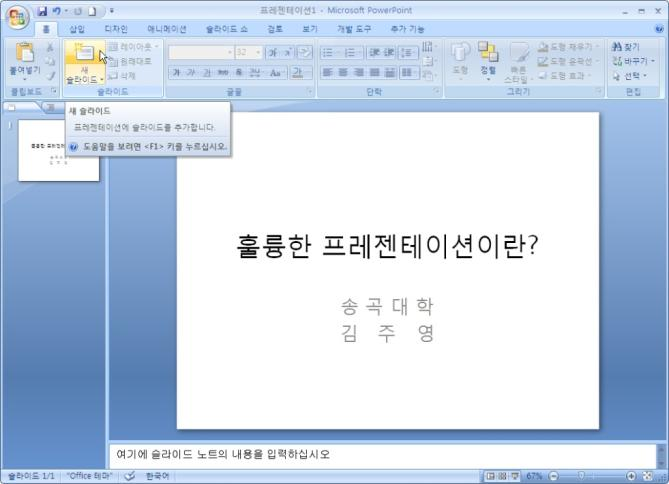 프레젠테이션1 - Microsoft PowerPoint
홈 삽입 디자인 애니메이션 슬라이드 쇼 검토 보기 개발 도구 추가 기능
붙여넣기
클립보드
새 슬라이드
레이아웃
원래대로
삭제
슬라이드
32
가 가 가 가
글꼴
단락
도형
정렬
빠른 스타일
도형 채우기
도형 윤곽선
도형 효과
그리기
찾기
바꾸기
선택
편집
새 슬라이드
프레젠테이션에 슬라이드를 추가합니다.
도움말을 보려면 <F1> 키를 누르십시오.
1
훌륭한 프레젠테이션이란?
송 곡 대 학
김 주 영
여기에 슬라이드 노트의 내용을 입력하십시오
슬라이드 1/1 "Office 테마" 한국어 67%